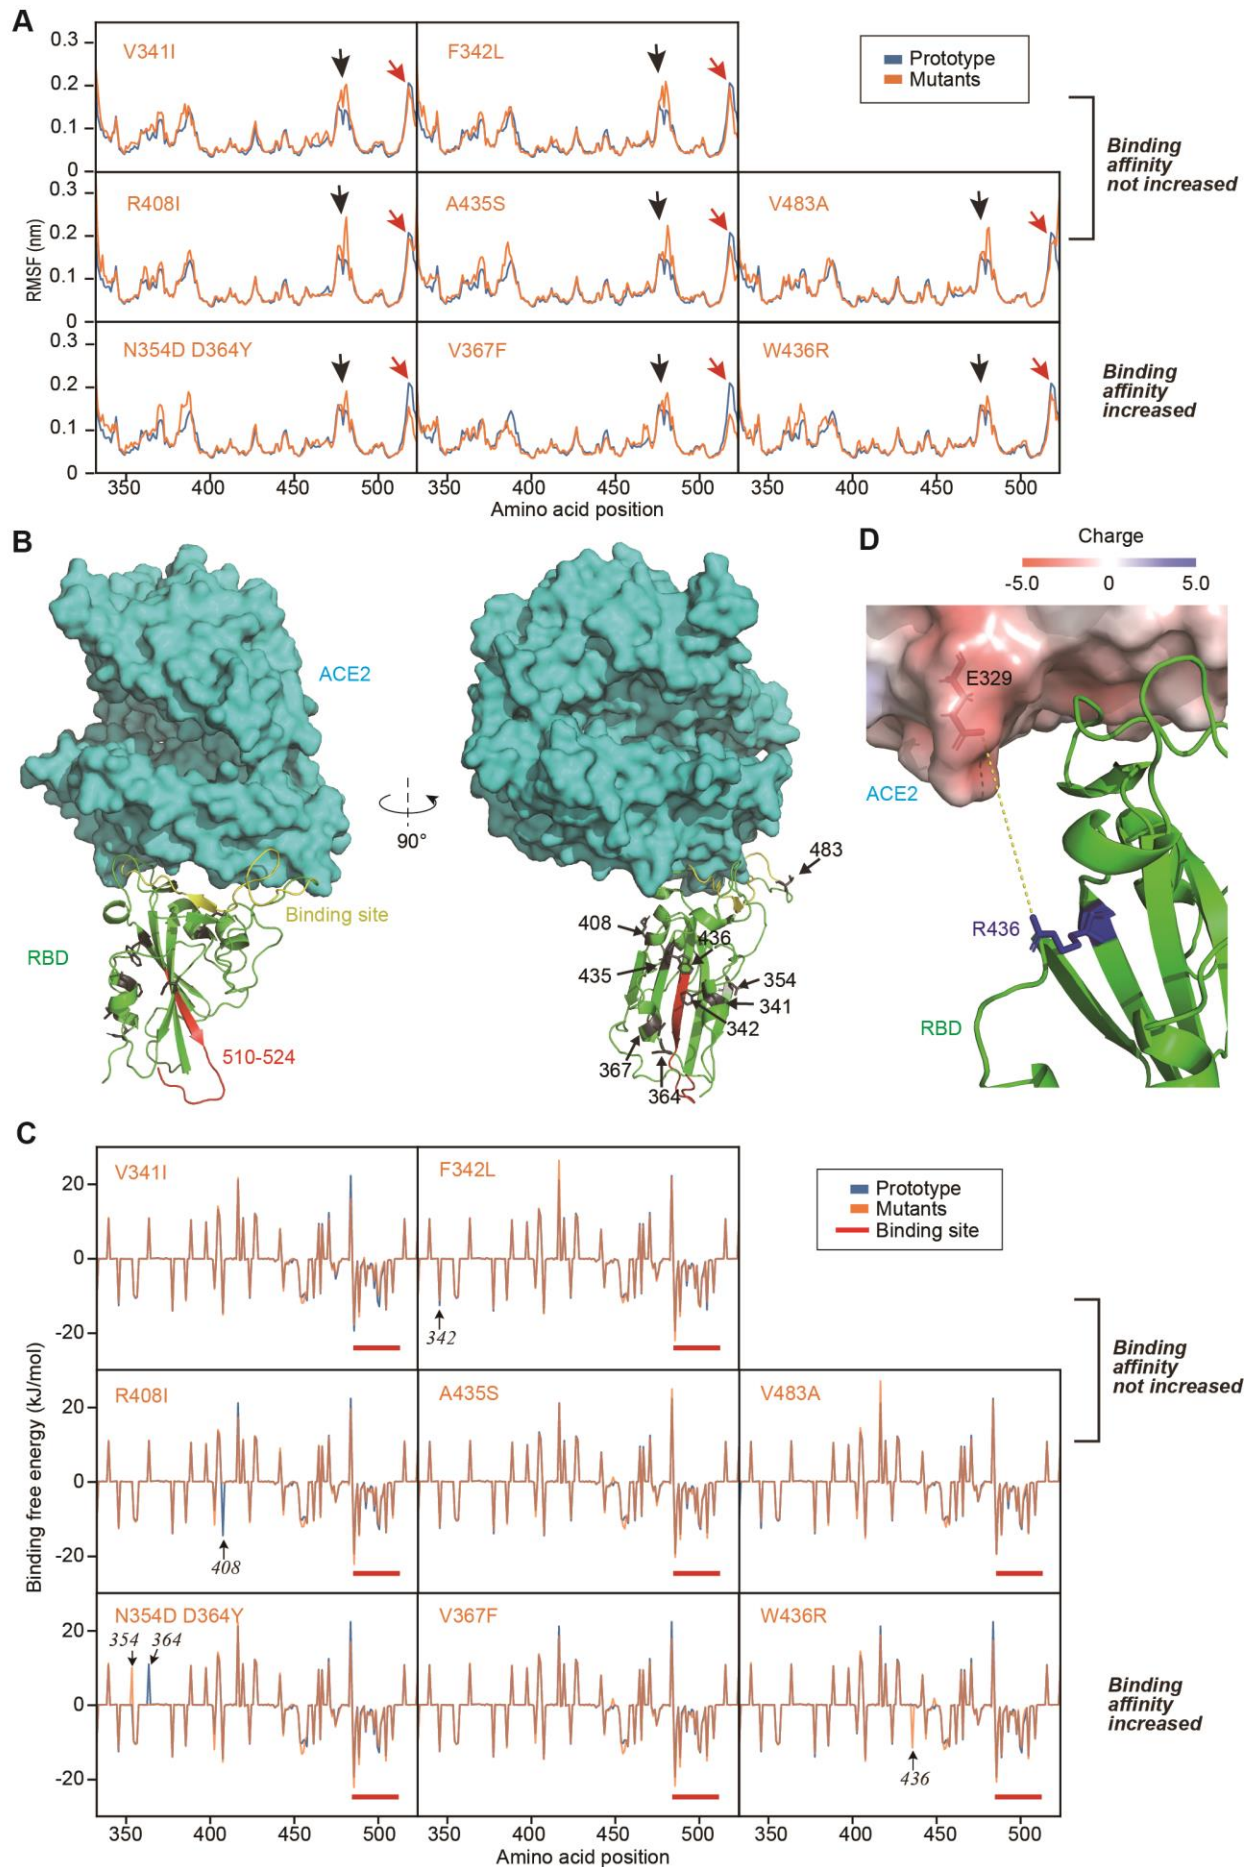 A
0.3
0.2
0.1
0
V341I
F342L
Prototype
Mutants
Binding
affinity
not increased
0.3
0.2
0.1
0
RMSF (nm)
R408I
A435S
V483A
0.3
0.2
0.1
0
N354D D364Y
V367F
W436R
Binding
affinity
increased
350
400
450
500
350
400
450
500
350
400
450
500
Amino acid position
B
ACE2
90°
Binding site
RBD
510-524
483
408
436
435
354
341
342
367
364
D
Charge
-5.0
0
5.0
E329
ACE2
R436
RBD
C
20
0
-20
V341I
F342L
342
Prototype
Mutants
Binding site
Binding
affinity
not increased
Binding free energy (kJ/mol)
20
0
-20
R408I
408
A435S
V483A
20
0
-20
N354D D364Y
354
364
V367F
W436R
436
Binding
affinity
increased
350
400
450
500
350
400
450
500
350
400
450
500
Amino acid position